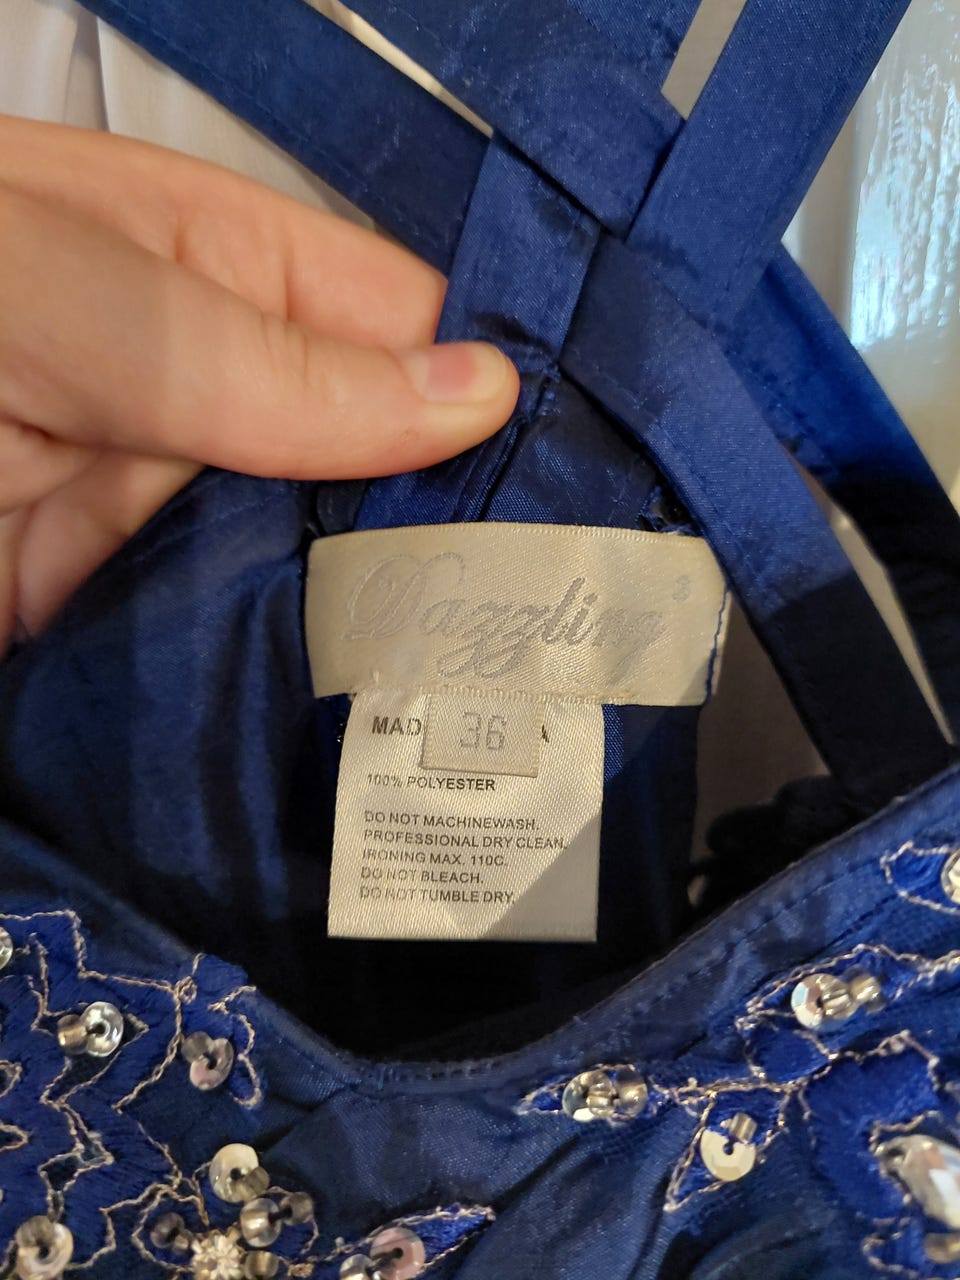 Dazzling
36
MAD A
100% POLYESTER
DO NOT MACHINEWASH.
PROFESSIONAL DRY CLEAN.
IRONING MAX. 110C.
DO NOT BLEACH.
DO NOT TUMBLE DRY.